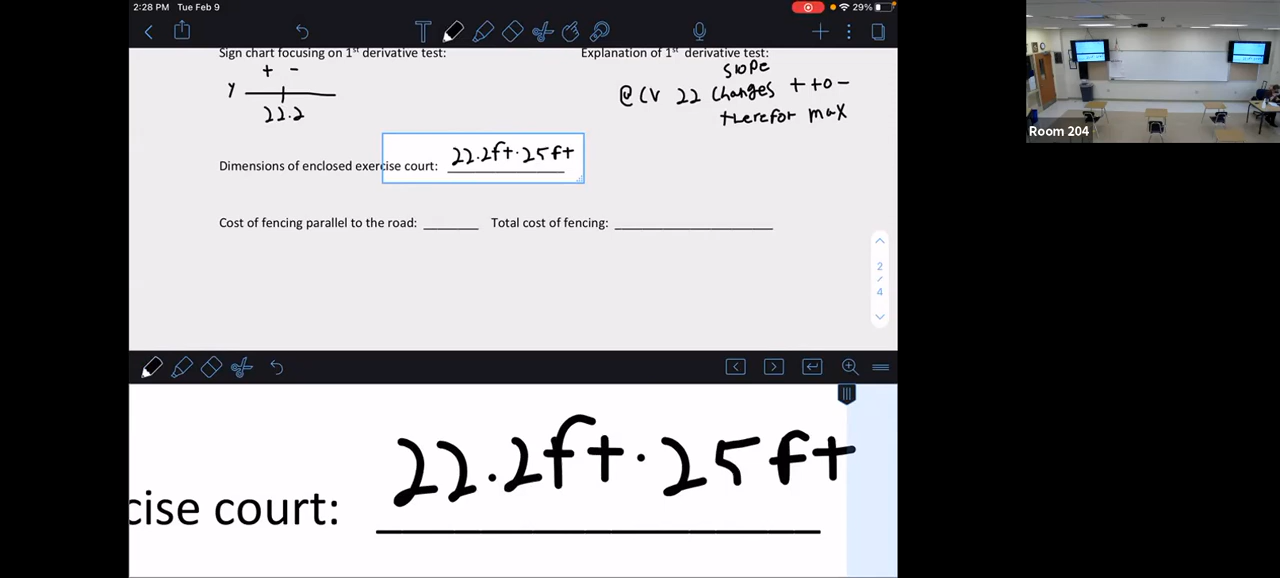 2:28 PM Tue Feb 9
29%
Sign chart focusing on 1st derivative test:
Explanation of 1st derivative test:
+ -
y
22.2
slope
@ CV 22 changes + to -
therefor max
Dimensions of enclosed exercise court: 22.2ft·25ft
Cost of fencing parallel to the road: ________ Total cost of fencing: ________________________
2
/
4
22.2ft·25ft
cise court:
Room 204